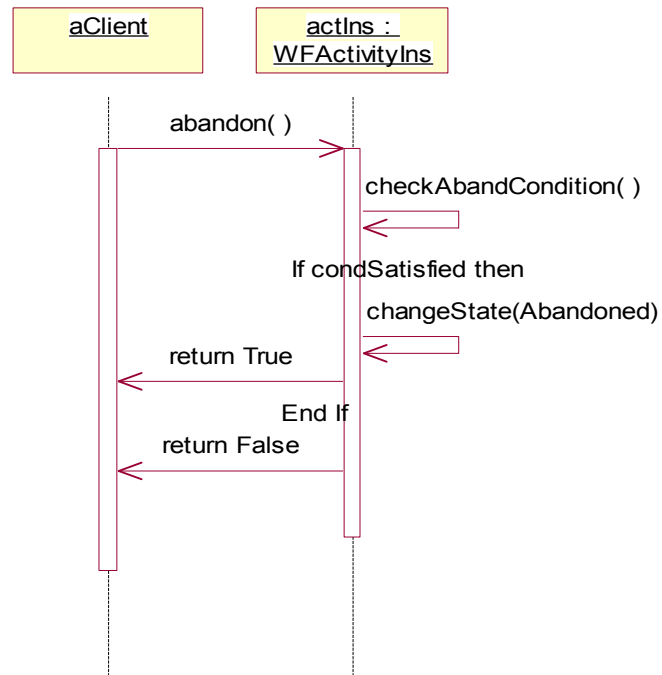 aClient
actIns :
WFActivityIns
abandon( )
checkAbandCondition( )
If condSatisfied then
changeState(Abandoned)
return True
End If
return False